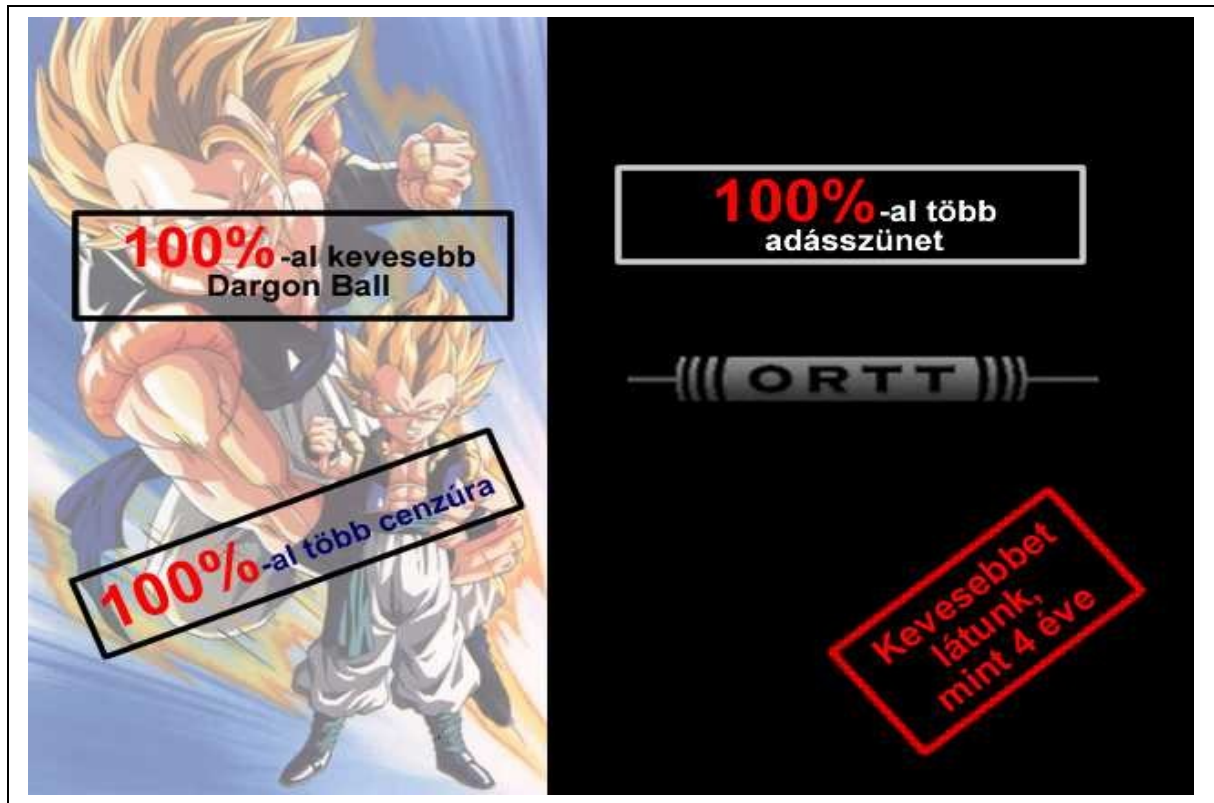 100%-al kevesebb
Dargon Ball
100%-al több cenzúra
100%-al több
adásszünet
ORTT
Kevesebbet
látunk,
mint 4 éve